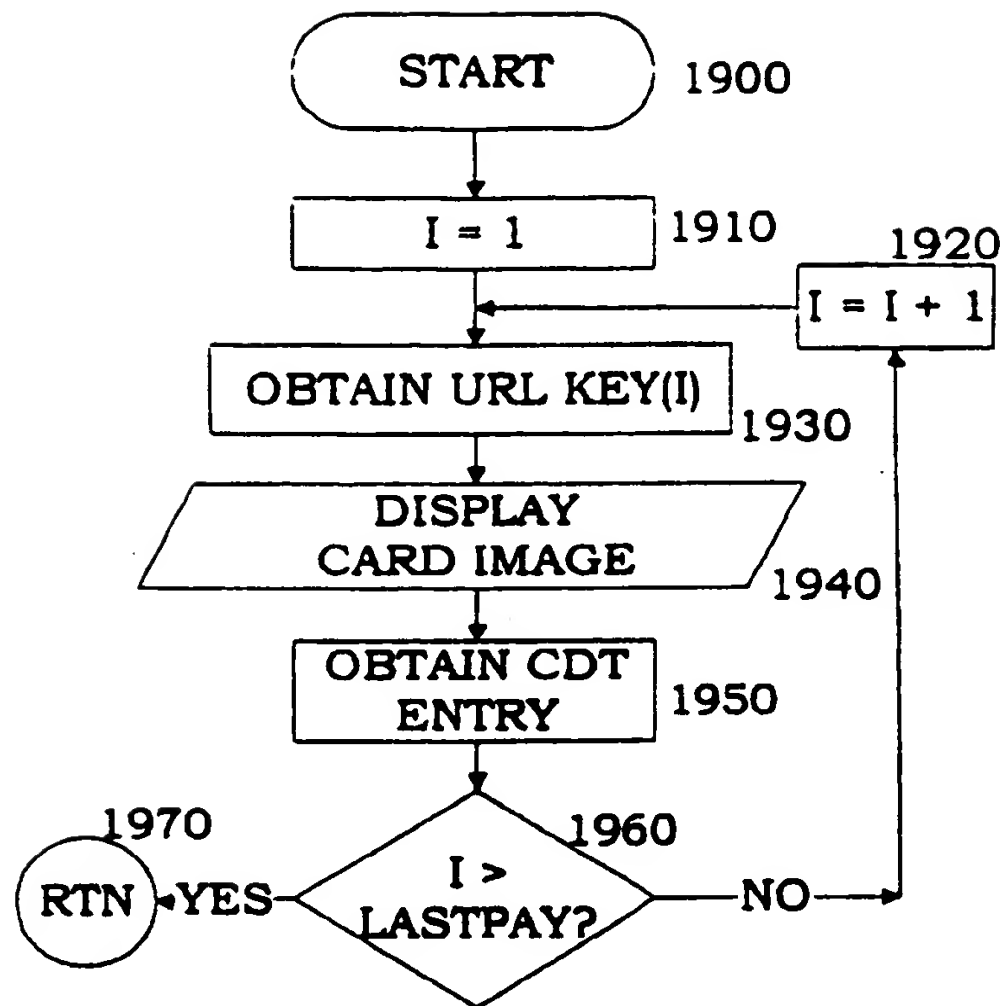 START
1900
I = 1
1910
1920
I = I + 1
OBTAIN URL KEY(I)
1930
DISPLAY
CARD IMAGE
1940
OBTAIN CDT
ENTRY
1950
1970
1960
RTN
YES
I >
LASTPAY?
NO